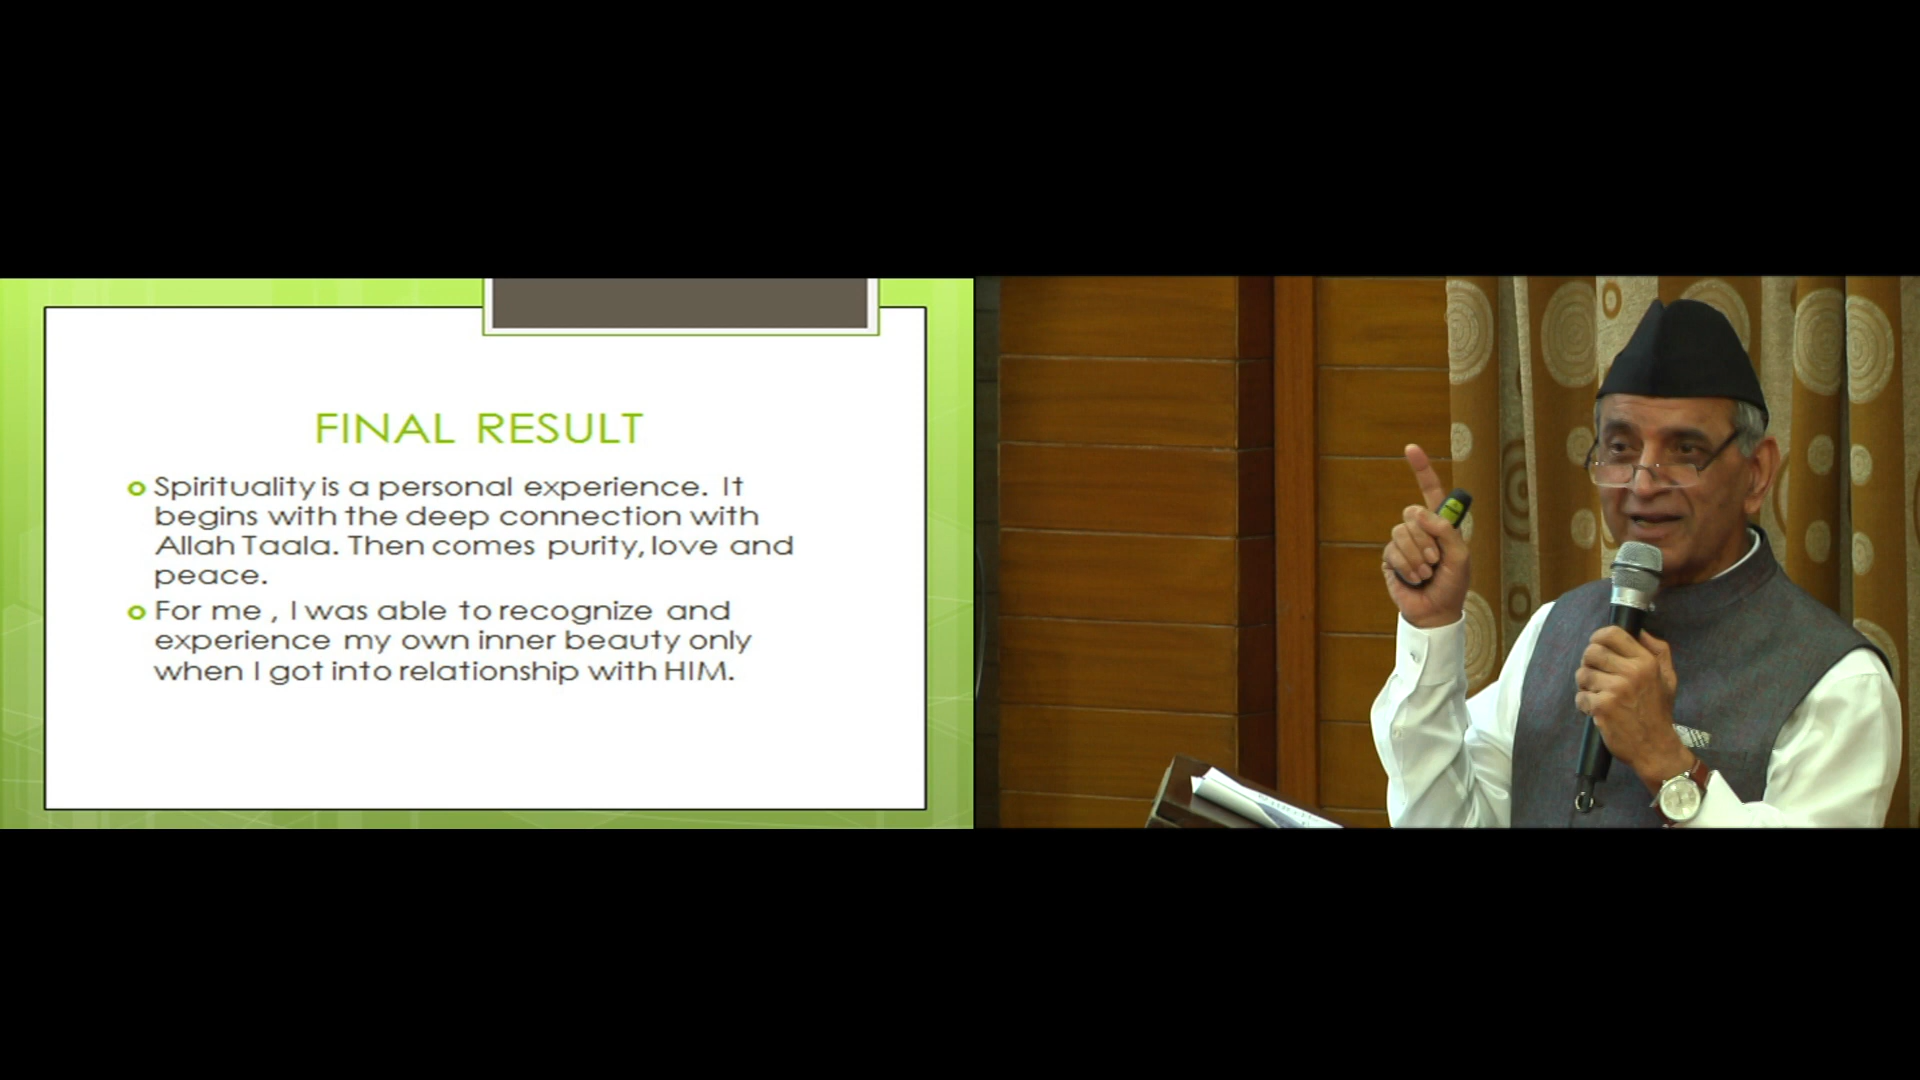 FINAL RESULT
Spirituality is a personal experience. It
begins with the deep connection with
Allah Taala. Then comes purity, love and
peace.
For me , I was able to recognize and
experience my own inner beauty only
when I got into relationship with HIM.